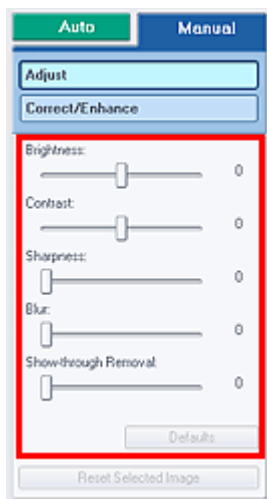 Auto Manual
Adjust
Correct/Enhance
Brightness:
0
Contrast:
0
Sharpness:
0
Blur:
0
Show-through Removal:
0
Defaults
Reset Selected Image